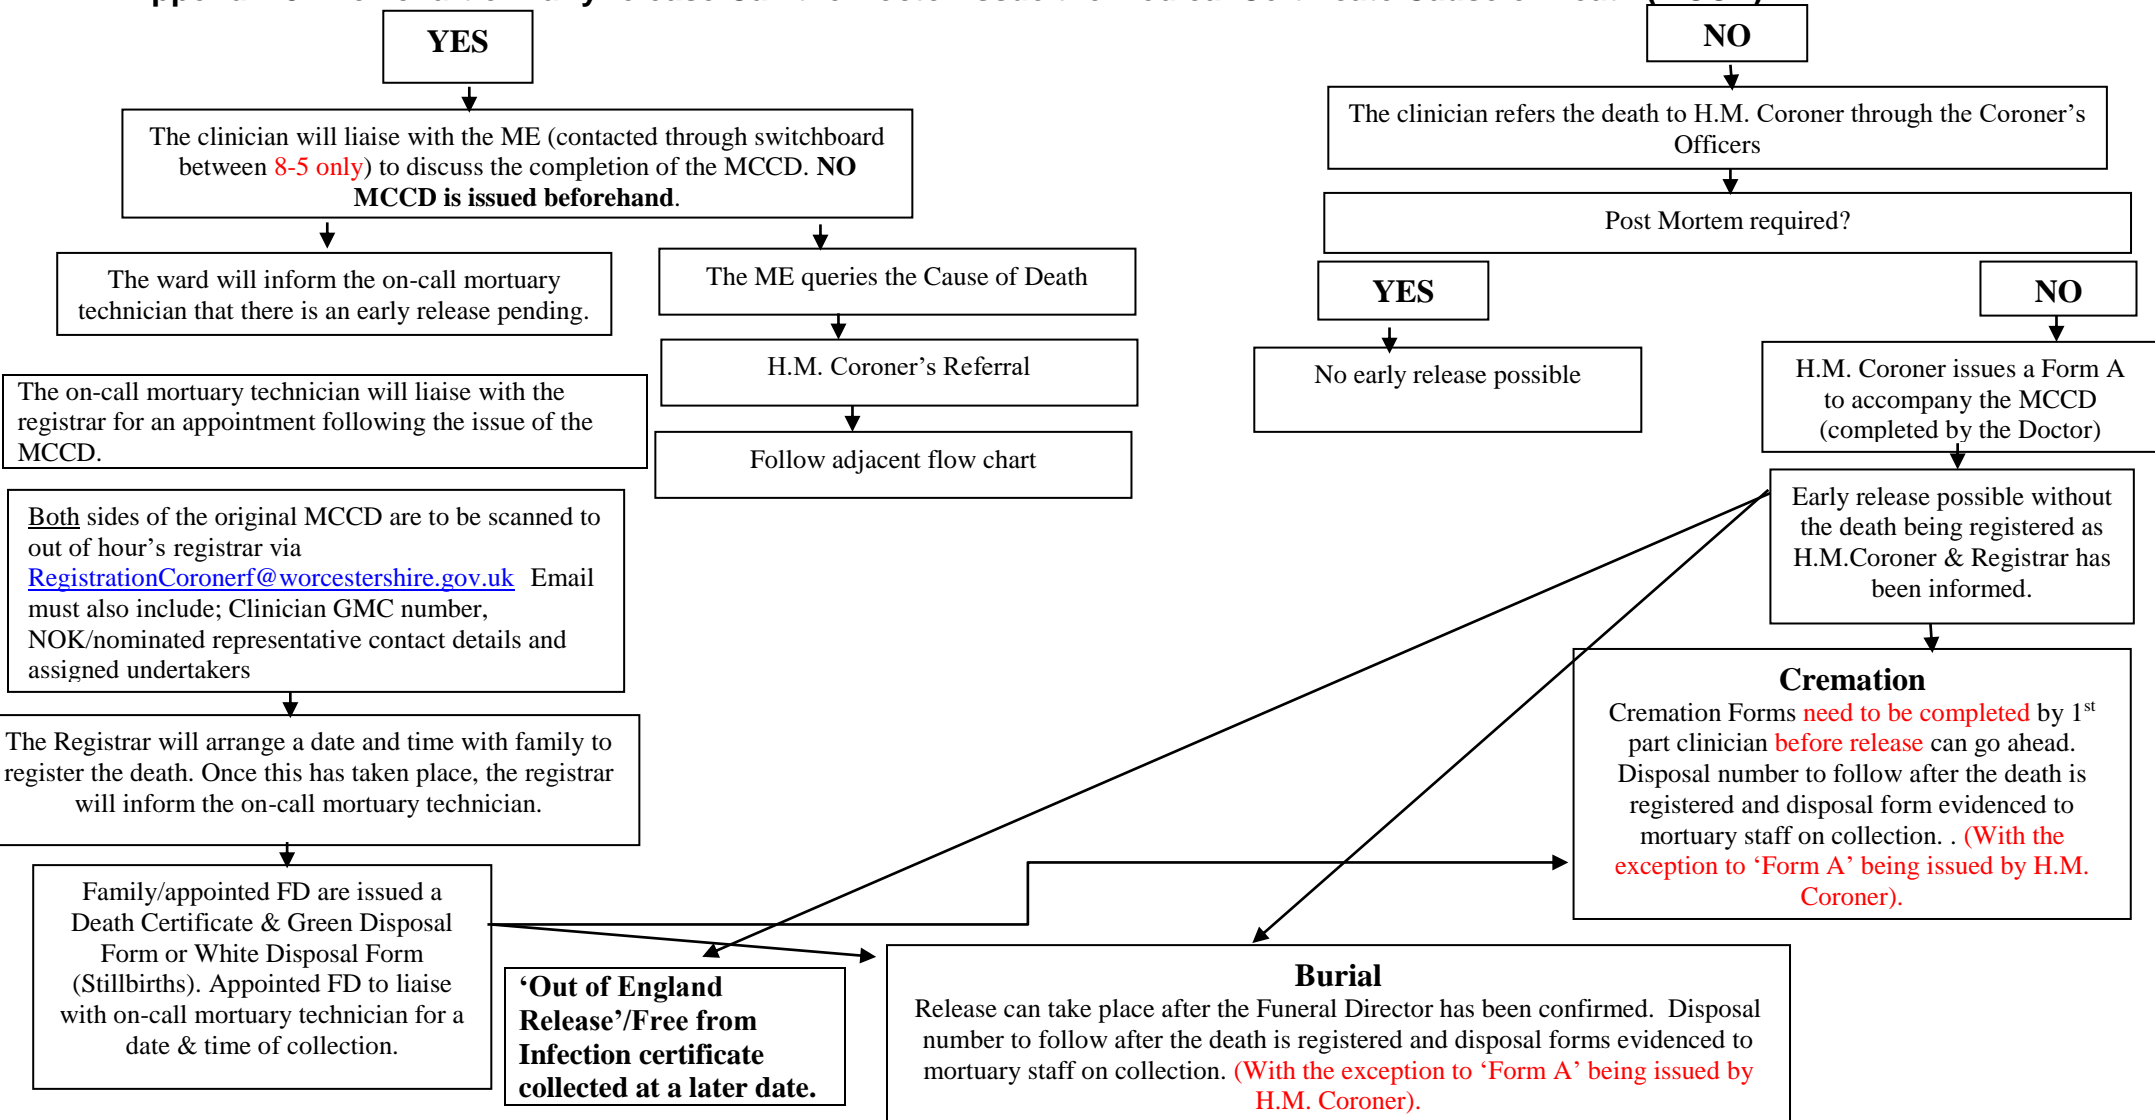 YES
The clinician will liaise with the ME (contacted through switchboard
between 8-5 only) to discuss the completion of the MCCD. NO
MCCD is issued beforehand.
The ward will inform the on-call mortuary
technician that there is an early release pending.
The ME queries the Cause of Death
H.M. Coroner's Referral
Follow adjacent flow chart
The on-call mortuary technician will liaise with the
registrar for an appointment following the issue of the
MCCD.
Both sides of the original MCCD are to be scanned to
out of hour's registrar via
RegistrationCoronerf@worcestershire.gov.uk Email
must also include; Clinician GMC number,
NOK/nominated representative contact details and
assigned undertakers
The Registrar will arrange a date and time with family to
register the death. Once this has taken place, the registrar
will inform the on-call mortuary technician.
Family/appointed FD are issued a
Death Certificate & Green Disposal
Form or White Disposal Form
(Stillbirths). Appointed FD to liaise
with on-call mortuary technician for a
date & time of collection.
NO
The clinician refers the death to H.M. Coroner through the Coroner's
Officers
Post Mortem required?
YES
No early release possible
NO
H.M. Coroner issues a Form A
to accompany the MCCD
(completed by the Doctor)
Early release possible without
the death being registered as
H.M.Coroner & Registrar has
been informed.
Cremation
Cremation Forms need to be completed by 1st
part clinician before release can go ahead.
Disposal number to follow after the death is
registered and disposal form evidenced to
mortuary staff on collection. . (With the
exception to 'Form A' being issued by H.M.
Coroner).
'Out of England
Release'/Free from
Infection certificate
collected at a later date.
Burial
Release can take place after the Funeral Director has been confirmed. Disposal
number to follow after the death is registered and disposal forms evidenced to
mortuary staff on collection. (With the exception to 'Form A' being issued by
H.M. Coroner).